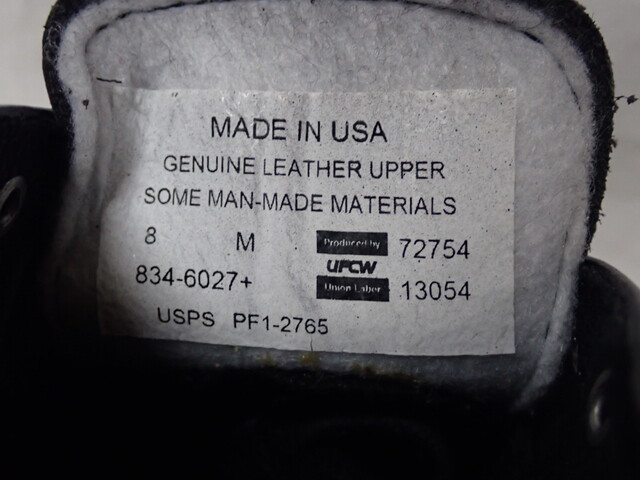 MADE IN USA
GENUINE LEATHER UPPER
SOME MAN-MADE MATERIALS
8 M Produced by 72754
834-6027+ UFCW
Union Labor 13054
USPS PF1-2765